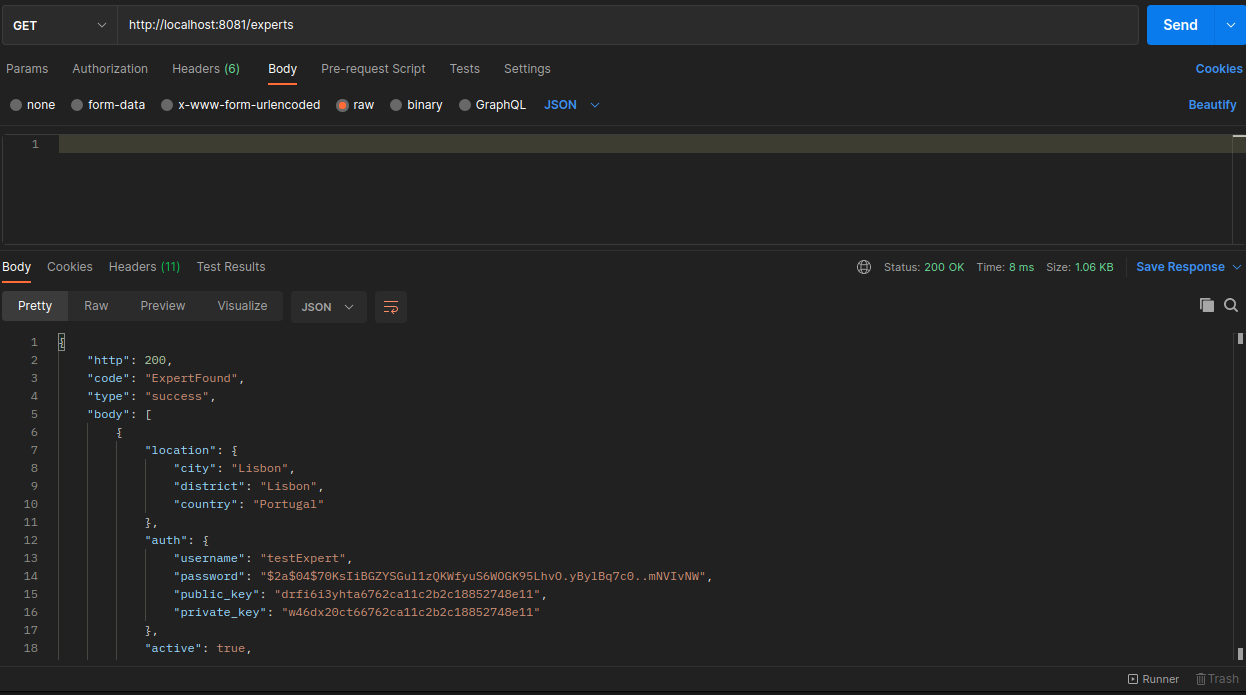 GET http://localhost:8081/experts Send
Params Authorization Headers (6) Body Pre-request Script Tests Settings Cookies
none form-data x-www-form-urlencoded raw binary GraphQL JSON Beautify
1
Body Cookies Headers (11) Test Results Status: 200 OK Time: 8 ms Size: 1.06 KB Save Response
Pretty Raw Preview Visualize JSON
1 {
2 "http": 200,
3 "code": "ExpertFound",
4 "type": "success",
5 "body": [
6 {
7 "location": {
8 "city": "Lisbon",
9 "district": "Lisbon",
10 "country": "Portugal"
11 },
12 "auth": {
13 "username": "testExpert",
14 "password": "$2a$04$70KsIiBGZYSGul1zQKWfyuS6WOGK95LhvO.yBylBq7c0..mNVIvNW",
15 "public_key": "drfi6i3yhta6762ca11c2b2c18852748e11",
16 "private_key": "w46dx20ct66762ca11c2b2c18852748e11"
17 },
18 "active": true,
Runner Trash